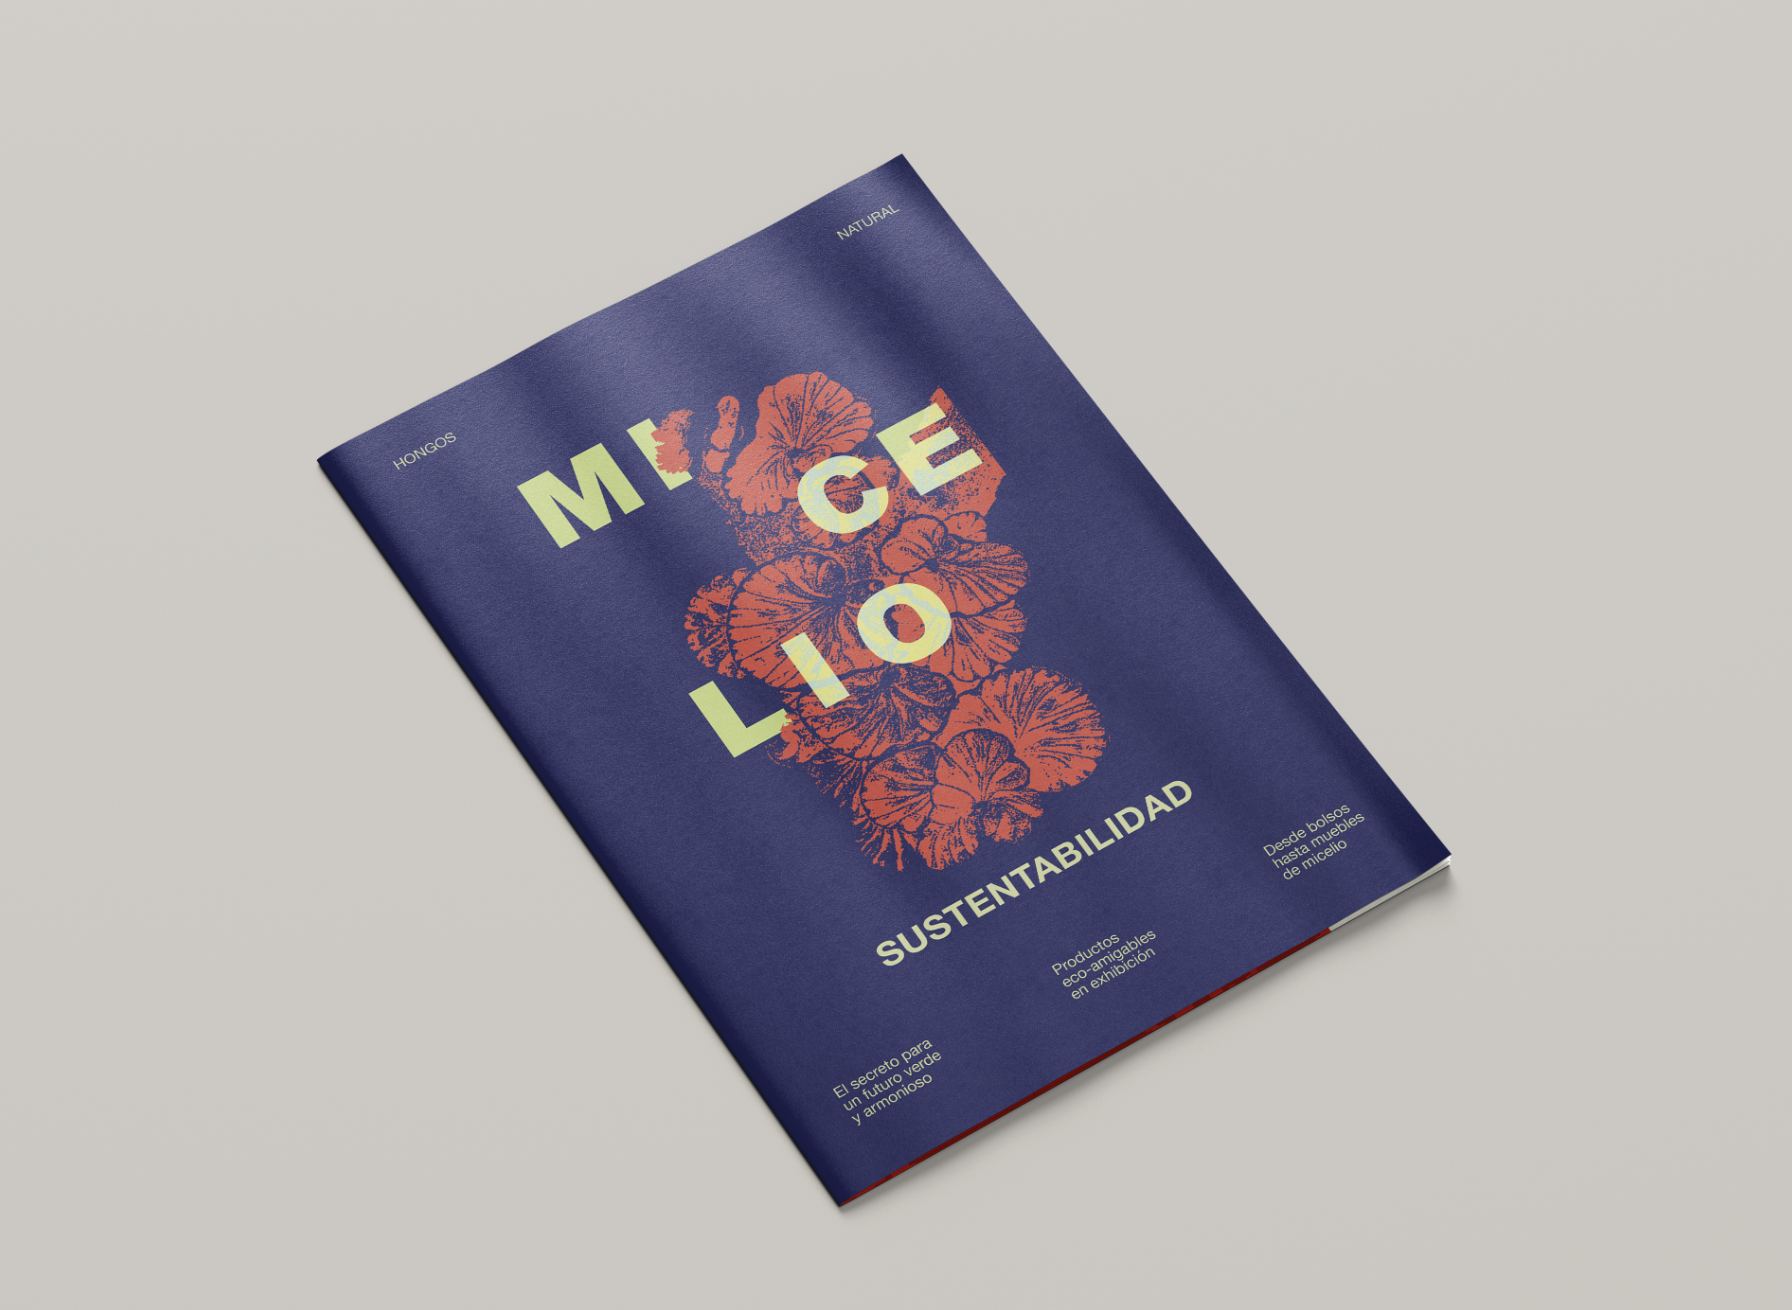 HONGOS
NATURAL
MI
CE
LIO
SUSTENTABILIDAD
El secreto para
un futuro verde
y armonioso
Productos
eco-amigables
en exhibición
Desde bolsos
hasta muebles
de micelio